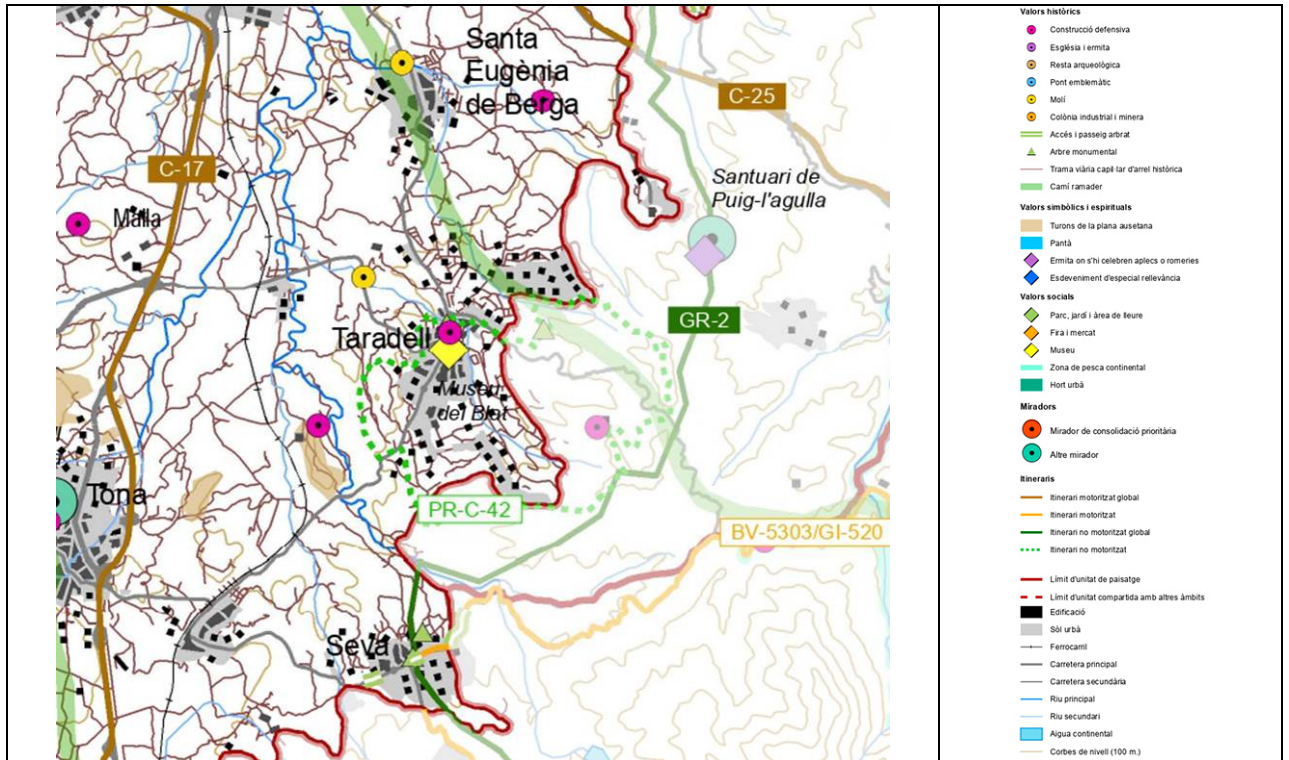 Santa
Eugènia
de Berga
C-25
C-17
Santuari de
Puig-l'agulla
Malla
GR-2
Taradell
Museu
del Blat
Tona
PR-C-42
BV-5303/GI-520
Seva
Valors històrics
Construcció defensiva
Església i ermita
Resta arqueològica
Pont emblemàtic
Molí
Colònia industrial i minera
Accés i passeig arbrat
Arbre monumental
Trama viària capil·lar d'arrel històrica
Camí ramader
Valors simbòlics i espirituals
Turons de la plana ausetana
Pantà
Ermita on s'hi celebren aplecs o romeries
Esdeveniment d'especial rellevància
Valors socials
Parc, jardí i àrea de lleure
Fira i mercat
Museu
Zona de pesca continental
Hort urbà
Miradors
Mirador de consolidació prioritària
Altre mirador
Itineraris
Itinerari motoritzat global
Itinerari motoritzat
Itinerari no motoritzat global
Itinerari no motoritzat
Límit d'unitat de paisatge
Límit d'unitat compartida amb altres àmbits
Edificació
Sòl urbà
Ferrocarril
Carretera principal
Carretera secundària
Riu principal
Riu secundari
Aigua continental
Corbes de nivell (100 m.)